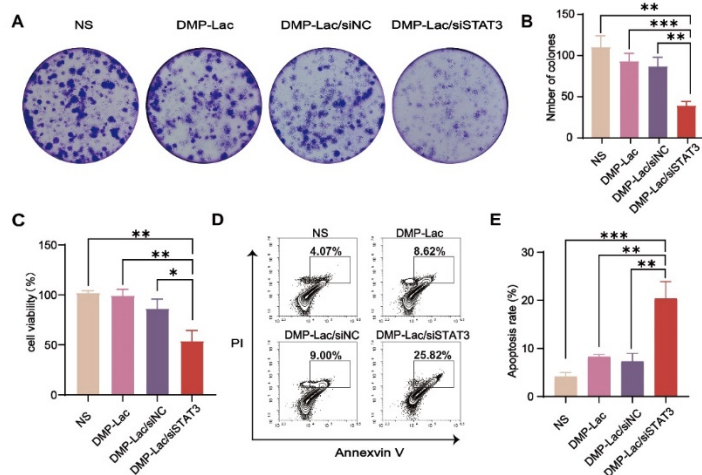 A
NS
DMP-Lac
DMP-Lac/siNC
DMP-Lac/siSTAT3
B
Nmber of colones
150
100
50
0
**
***
**
NS
DMP-Lac
DMP-Lac/siNC
DMP-Lac/siSTAT3
C
cell viability (%)
150
100
50
0
**
**
*
NS
DMP-Lac
DMP-Lac/siNC
DMP-Lac/siSTAT3
D
NS
DMP-Lac
4.07%
8.62%
DMP-Lac/siNC
DMP-Lac/siSTAT3
9.00%
25.82%
PI
Annexvin V
E
Apoptosis rate (%)
30
20
10
0
***
**
**
NS
DMP-Lac
DMP-Lac/siNC
DMP-Lac/siSTAT3